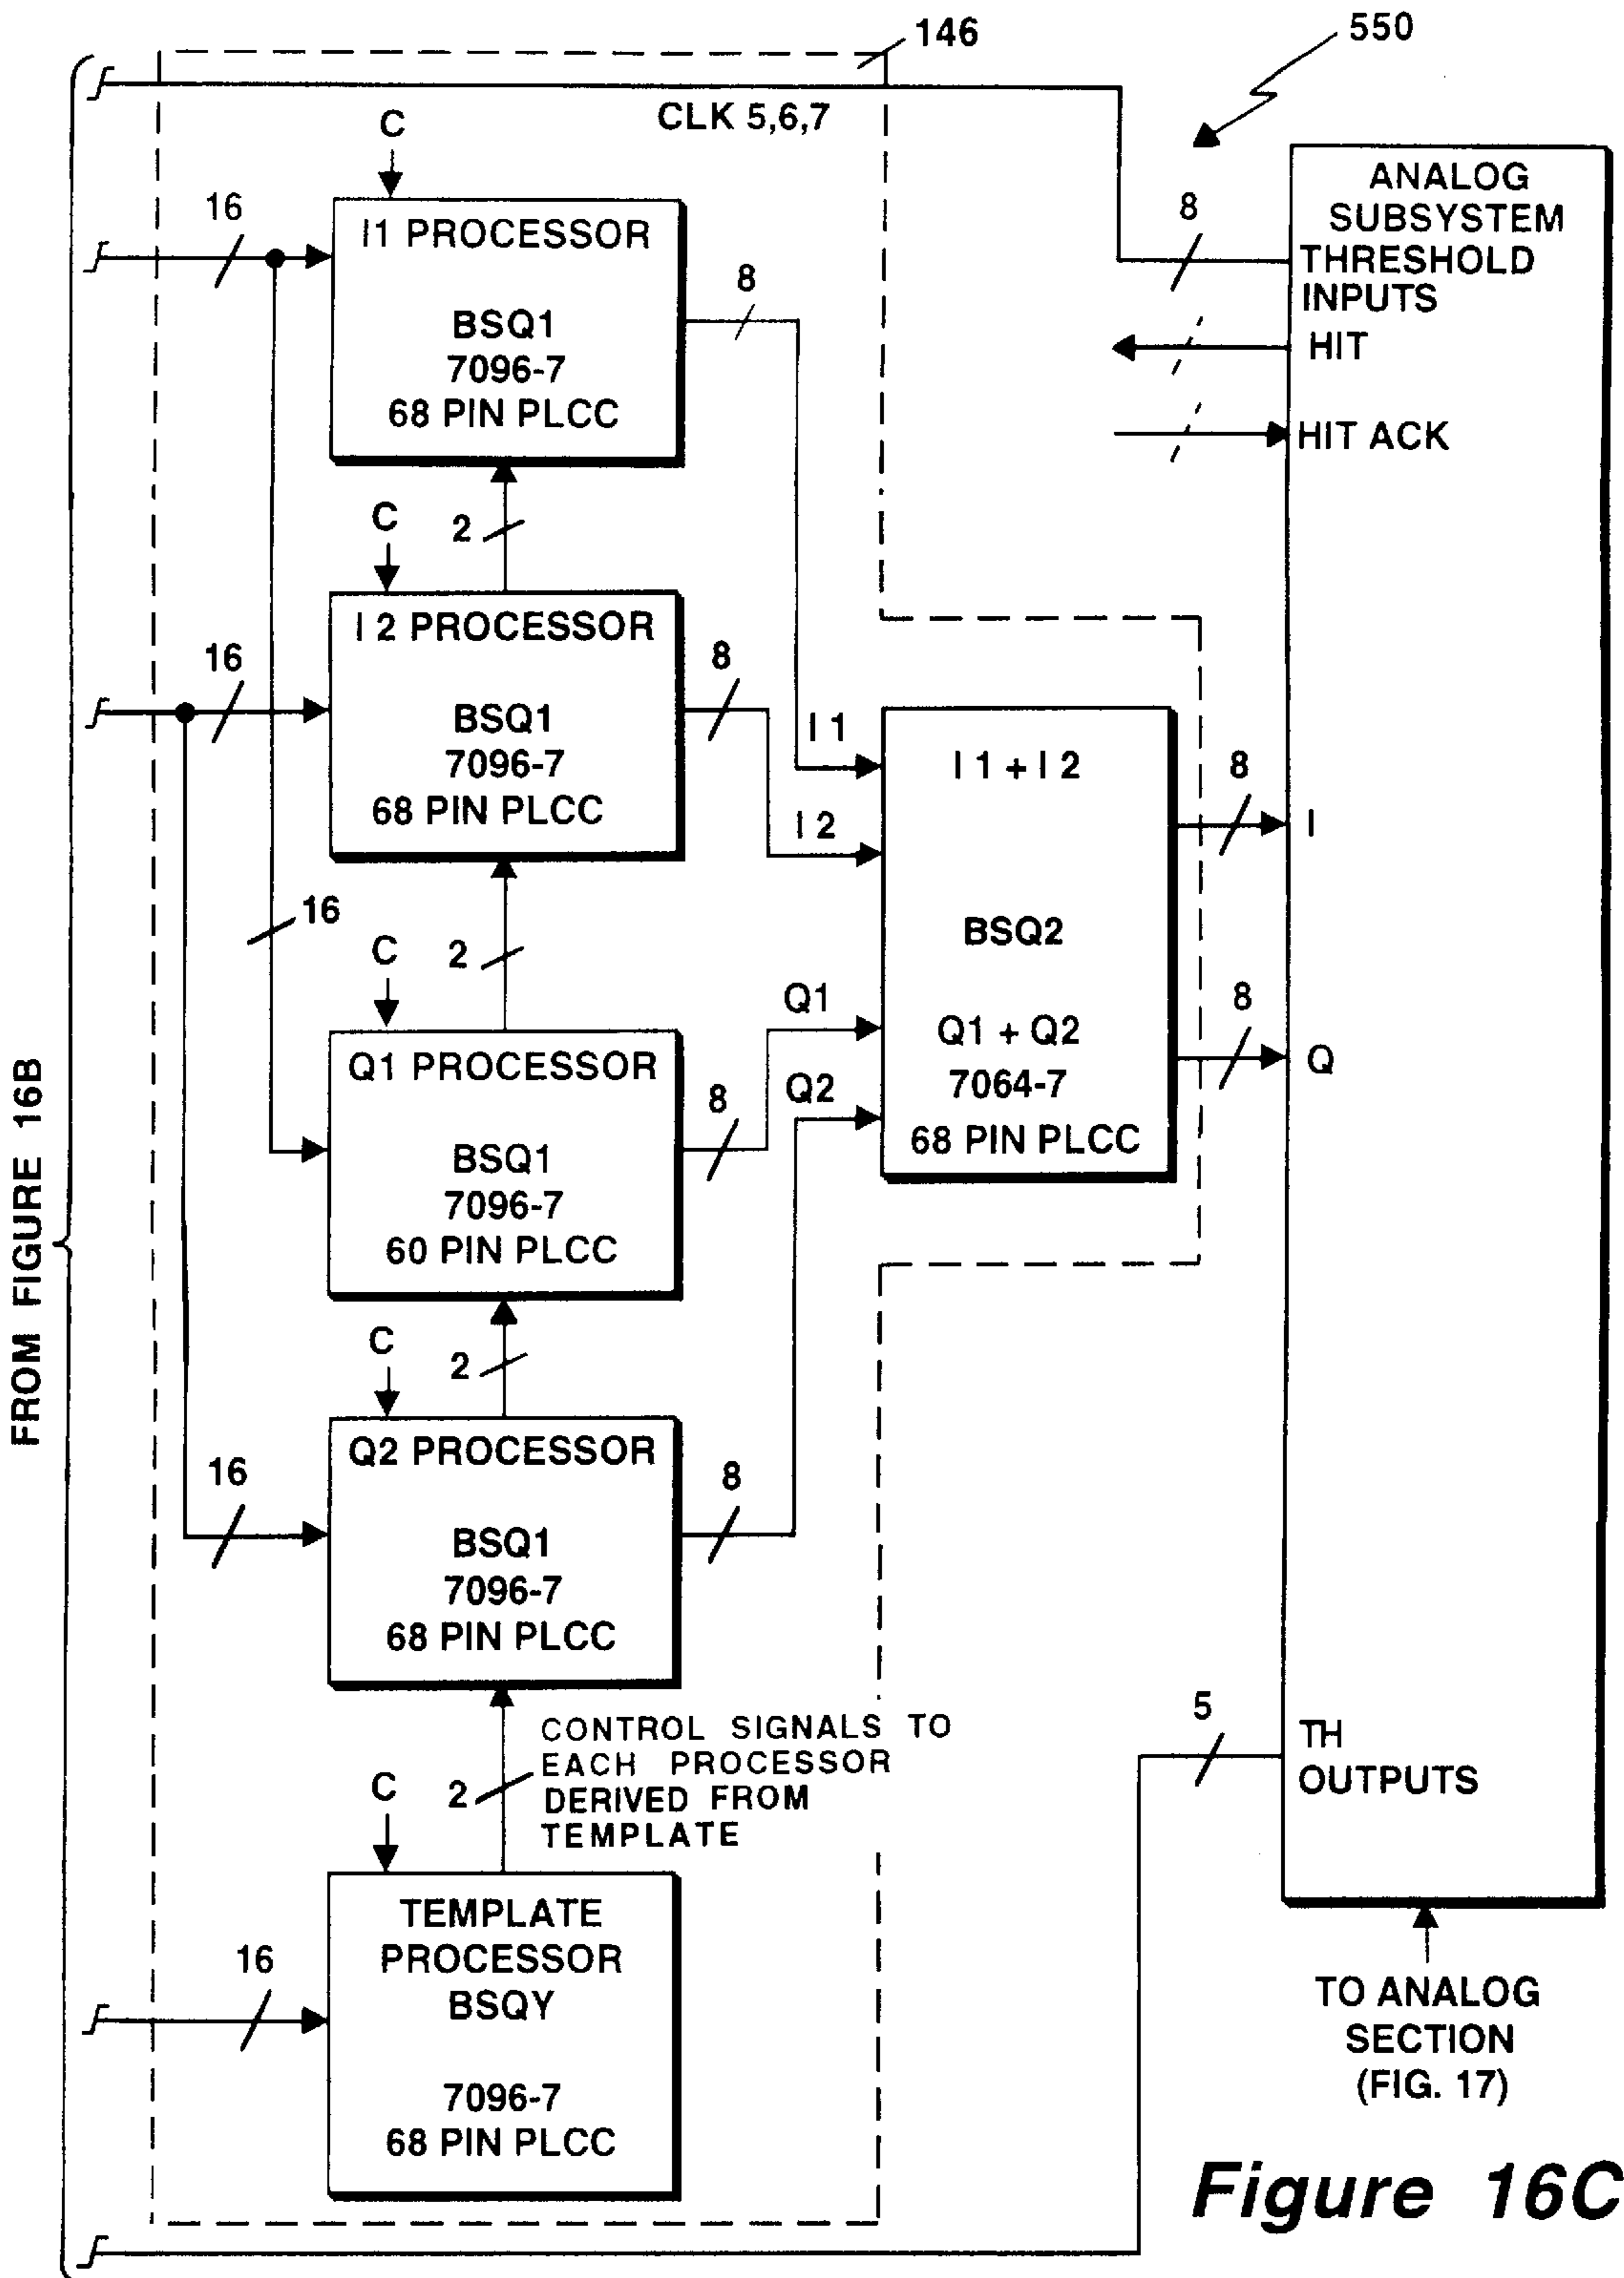 146
550
CLK 5,6,7
C
16
I1 PROCESSOR
BSQ1
7096-7
68 PIN PLCC
8
8
ANALOG
SUBSYSTEM
THRESHOLD
INPUTS
HIT
HIT ACK
C
2
16
I 2 PROCESSOR
BSQ1
7096-7
68 PIN PLCC
8
I 1
I 2
I 1 + I 2
BSQ2
Q1 + Q2
7064-7
68 PIN PLCC
8
I
8
Q
16
C
2
Q1 PROCESSOR
BSQ1
7096-7
60 PIN PLCC
8
Q1
Q2
FROM FIGURE 16B
C
2
16
Q2 PROCESSOR
BSQ1
7096-7
68 PIN PLCC
8
CONTROL SIGNALS TO
EACH PROCESSOR
DERIVED FROM
TEMPLATE
C
2
5
TH
OUTPUTS
16
TEMPLATE
PROCESSOR
BSQY
7096-7
68 PIN PLCC
TO ANALOG
SECTION
(FIG. 17)
Figure 16C